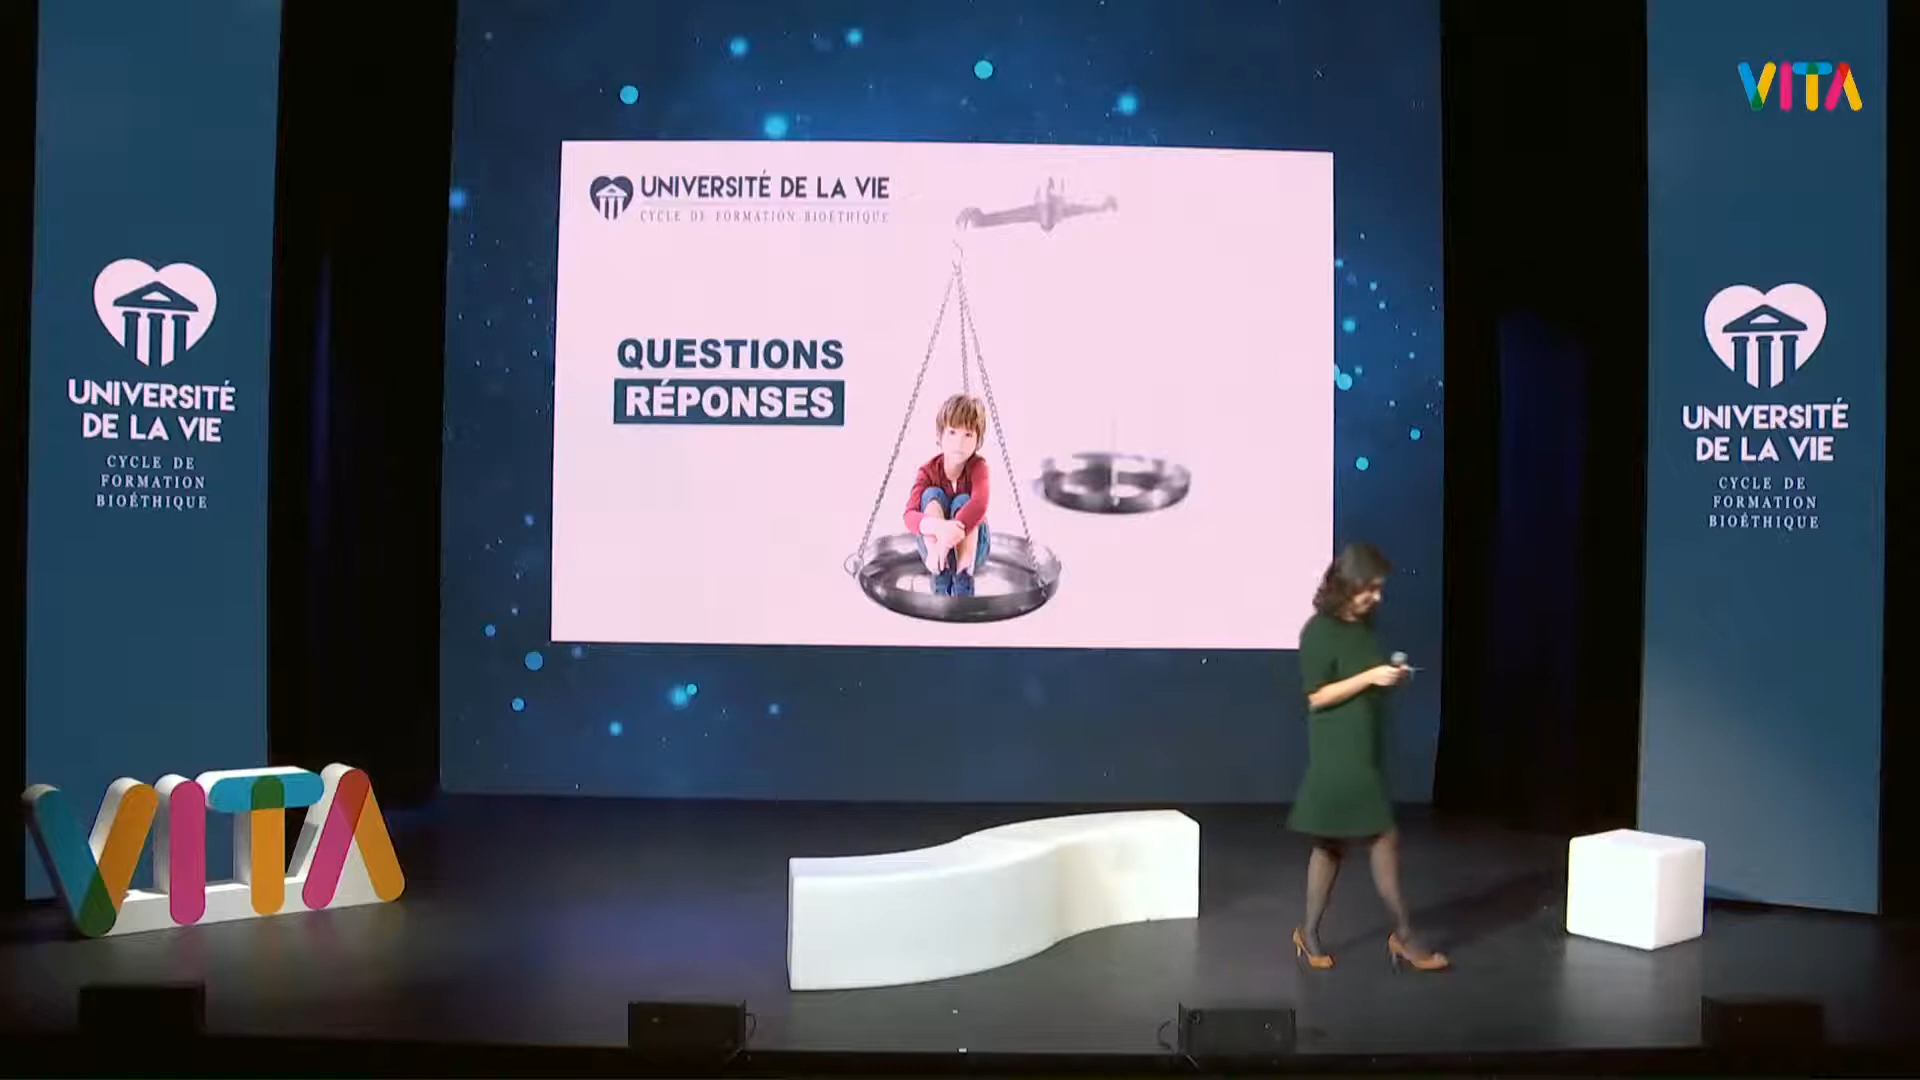 VITA
UNIVERSITÉ DE LA VIE
CYCLE DE FORMATION BIOÉTHIQUE
QUESTIONS
RÉPONSES
UNIVERSITÉ
DE LA VIE
CYCLE DE
FORMATION
BIOÉTHIQUE
UNIVERSITÉ
DE LA VIE
CYCLE DE
FORMATION
BIOÉTHIQUE
VITA